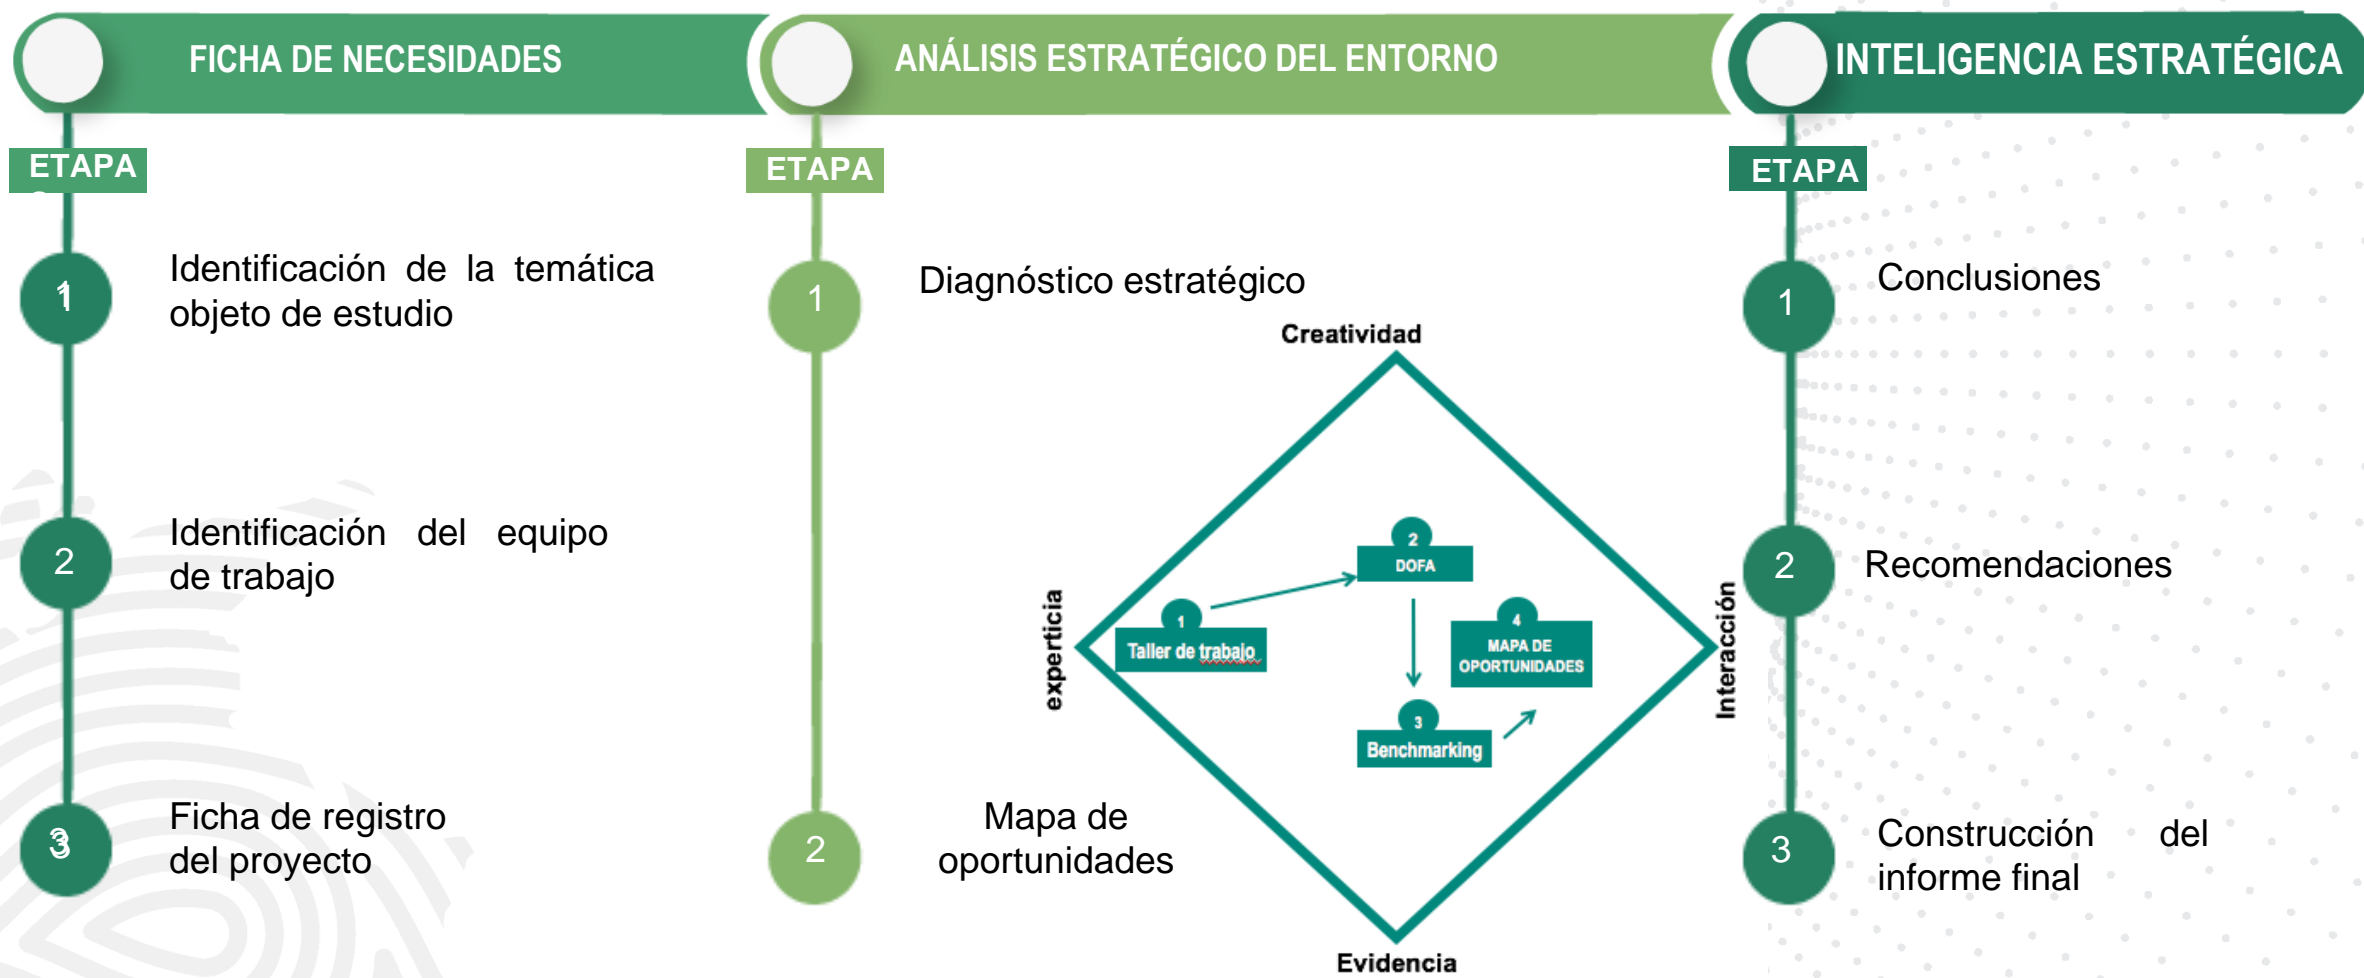 FICHA DE NECESIDADES
ETAPA
1
Identificación de la temática
objeto de estudio
2
Identificación del equipo
de trabajo
3
Ficha de registro
del proyecto
ANÁLISIS ESTRATÉGICO DEL ENTORNO
ETAPA
1
Diagnóstico estratégico
Creatividad
experticia
Interacción
Evidencia
1
Taller de trabajo
2
DOFA
3
Benchmarking
4
MAPA DE
OPORTUNIDADES
2
Mapa de
oportunidades
INTELIGENCIA ESTRATÉGICA
ETAPA
1
Conclusiones
2
Recomendaciones
3
Construcción del
informe final